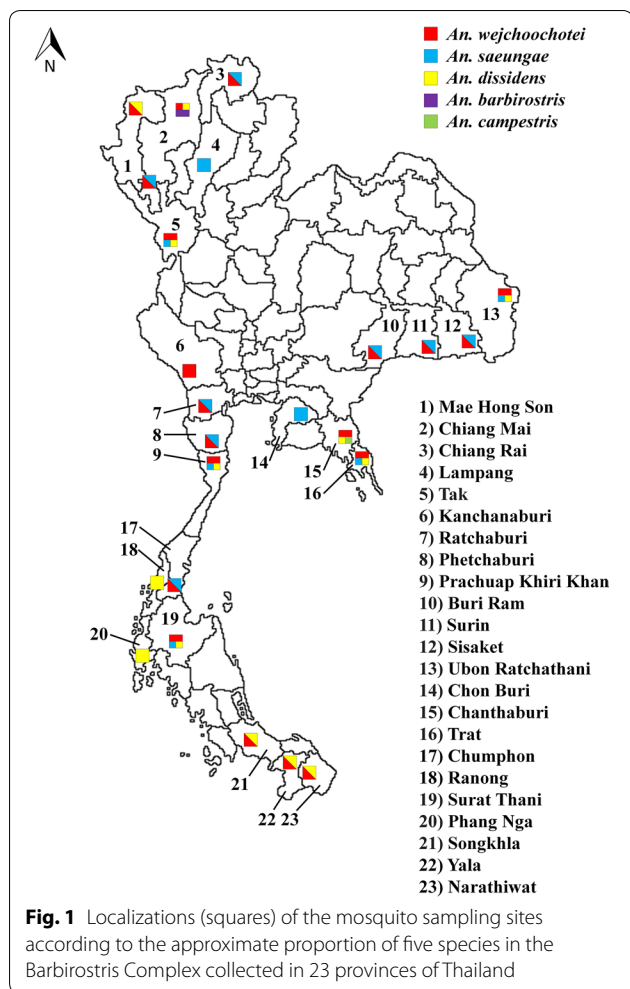 N
An. wejchoochotei
An. saeungae
An. dissidens
An. barbirostris
An. campestris
3
2
4
1
5
13
10
11
12
6
7
8
9
14
15
16
17
18
19
20
21
22
23
1) Mae Hong Son
2) Chiang Mai
3) Chiang Rai
4) Lampang
5) Tak
6) Kanchanaburi
7) Ratchaburi
8) Phetchaburi
9) Prachuap Khiri Khan
10) Buri Ram
11) Surin
12) Sisaket
13) Ubon Ratchathani
14) Chon Buri
15) Chanthaburi
16) Trat
17) Chumphon
18) Ranong
19) Surat Thani
20) Phang Nga
21) Songkhla
22) Yala
23) Narathiwat
Fig. 1 Localizations (squares) of the mosquito sampling sites
according to the approximate proportion of five species in the
Barbirostris Complex collected in 23 provinces of Thailand